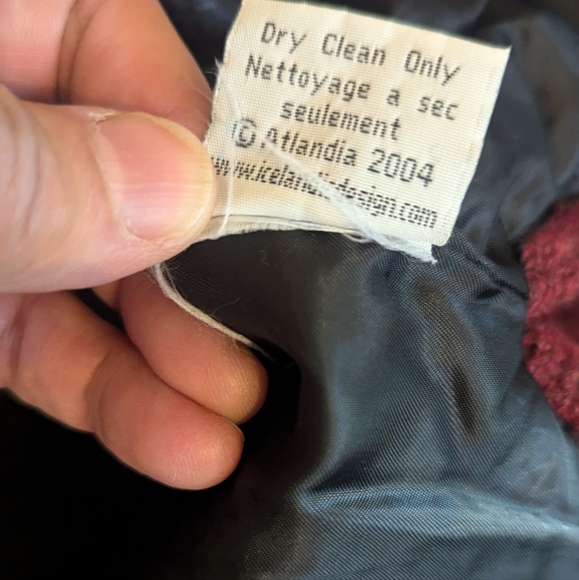 Dry Clean Only
Nettoyage a sec
seulement
© Atlandia 2004
www.icelandicdesign.com